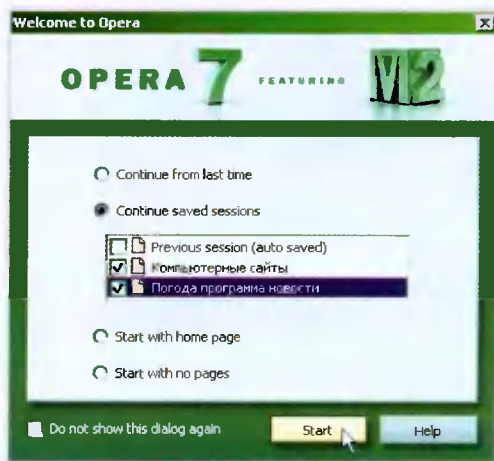 Welcome to Opera
OPERA 7 FEATURING M2
Continue from last time
Continue saved sessions
Previous session (auto saved)
Компьютерные сайты
Погода программа новости
Start with home page
Start with no pages
Do not show this dialog again
Start
Help